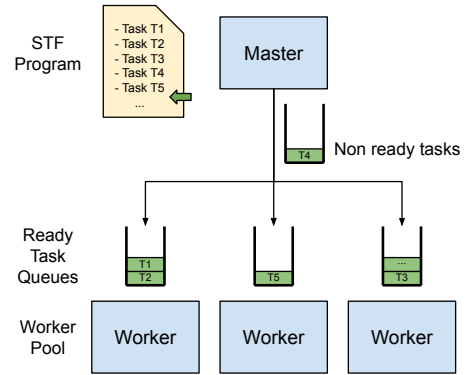 STF
Program
- Task T1
- Task T2
- Task T3
- Task T4
- Task T5
...
Master
T4
Non ready tasks
Ready
Task
Queues
T1
T2
T5
...
T3
Worker
Pool
Worker
Worker
Worker